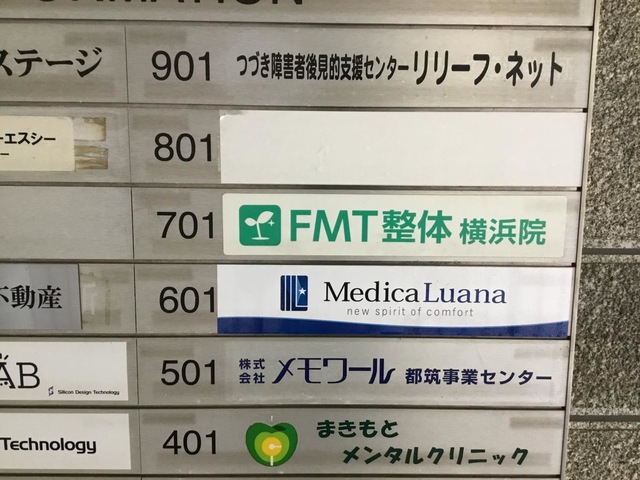 ステージ
901 つづき障害者後見的支援センターリリーフ・ネット
ーエスシー
ー
801
701 FMT整体 横浜院
不動産
601 Medica Luana
new spirit of comfort
AB
Silicon Design Technology
501 株式会社 メモワール 都筑事業センター
Technology
401 まきもと
メンタルクリニック